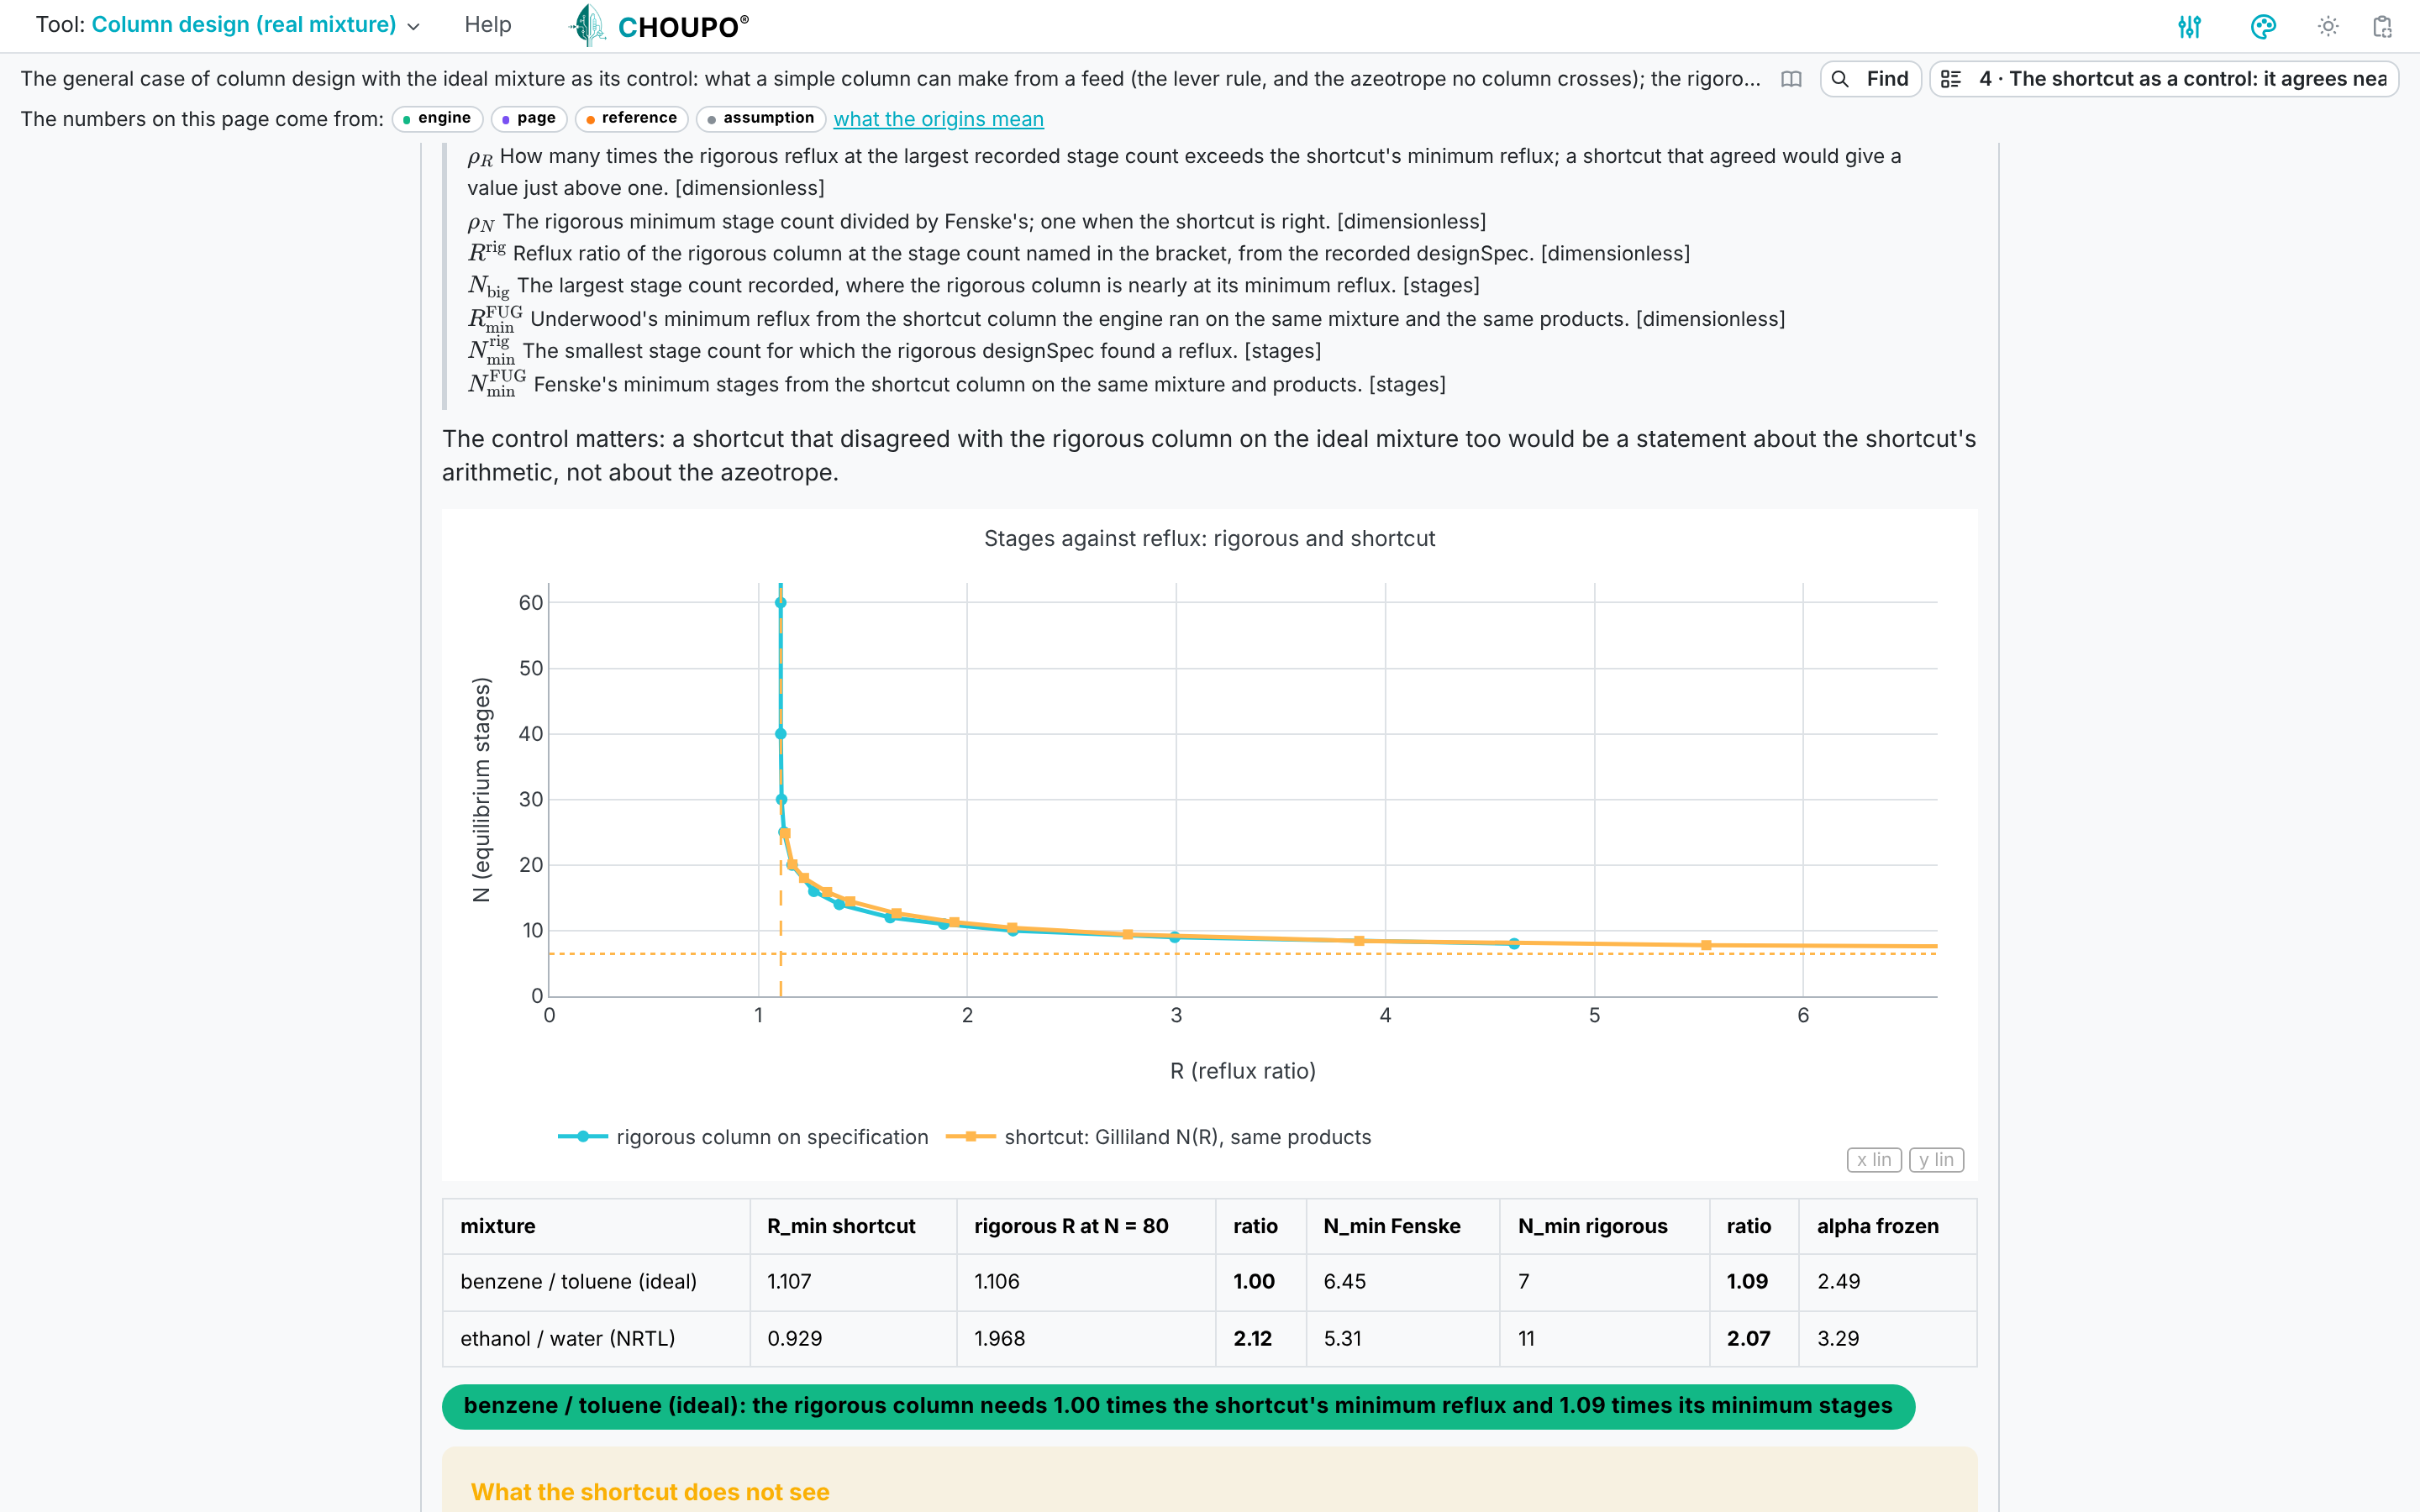 Tool: Column design (real mixture) Help CHOUPO®
The general case of column design with the ideal mixture as its control: what a simple column can make from a feed (the lever rule, and the azeotrope no column crosses); the rigoro... Find 4 · The shortcut as a control: it agrees nea
The numbers on this page come from: engine page reference assumption what the origins mean
ρ_R How many times the rigorous reflux at the largest recorded stage count exceeds the shortcut's minimum reflux; a shortcut that agreed would give a
value just above one. [dimensionless]
ρ_N The rigorous minimum stage count divided by Fenske's; one when the shortcut is right. [dimensionless]
R^rig Reflux ratio of the rigorous column at the stage count named in the bracket, from the recorded designSpec. [dimensionless]
N_big The largest stage count recorded, where the rigorous column is nearly at its minimum reflux. [stages]
R_min^FUG Underwood's minimum reflux from the shortcut column the engine ran on the same mixture and the same products. [dimensionless]
N_min^rig The smallest stage count for which the rigorous designSpec found a reflux. [stages]
N_min^FUG Fenske's minimum stages from the shortcut column on the same mixture and products. [stages]
The control matters: a shortcut that disagreed with the rigorous column on the ideal mixture too would be a statement about the shortcut's
arithmetic, not about the azeotrope.
Stages against reflux: rigorous and shortcut
N (equilibrium stages)
60
50
40
30
20
10
0
0 1 2 3 4 5 6
R (reflux ratio)
rigorous column on specification shortcut: Gilliland N(R), same products
x lin y lin
mixture R_min shortcut rigorous R at N = 80 ratio N_min Fenske N_min rigorous ratio alpha frozen
benzene / toluene (ideal) 1.107 1.106 1.00 6.45 7 1.09 2.49
ethanol / water (NRTL) 0.929 1.968 2.12 5.31 11 2.07 3.29
benzene / toluene (ideal): the rigorous column needs 1.00 times the shortcut's minimum reflux and 1.09 times its minimum stages
What the shortcut does not see